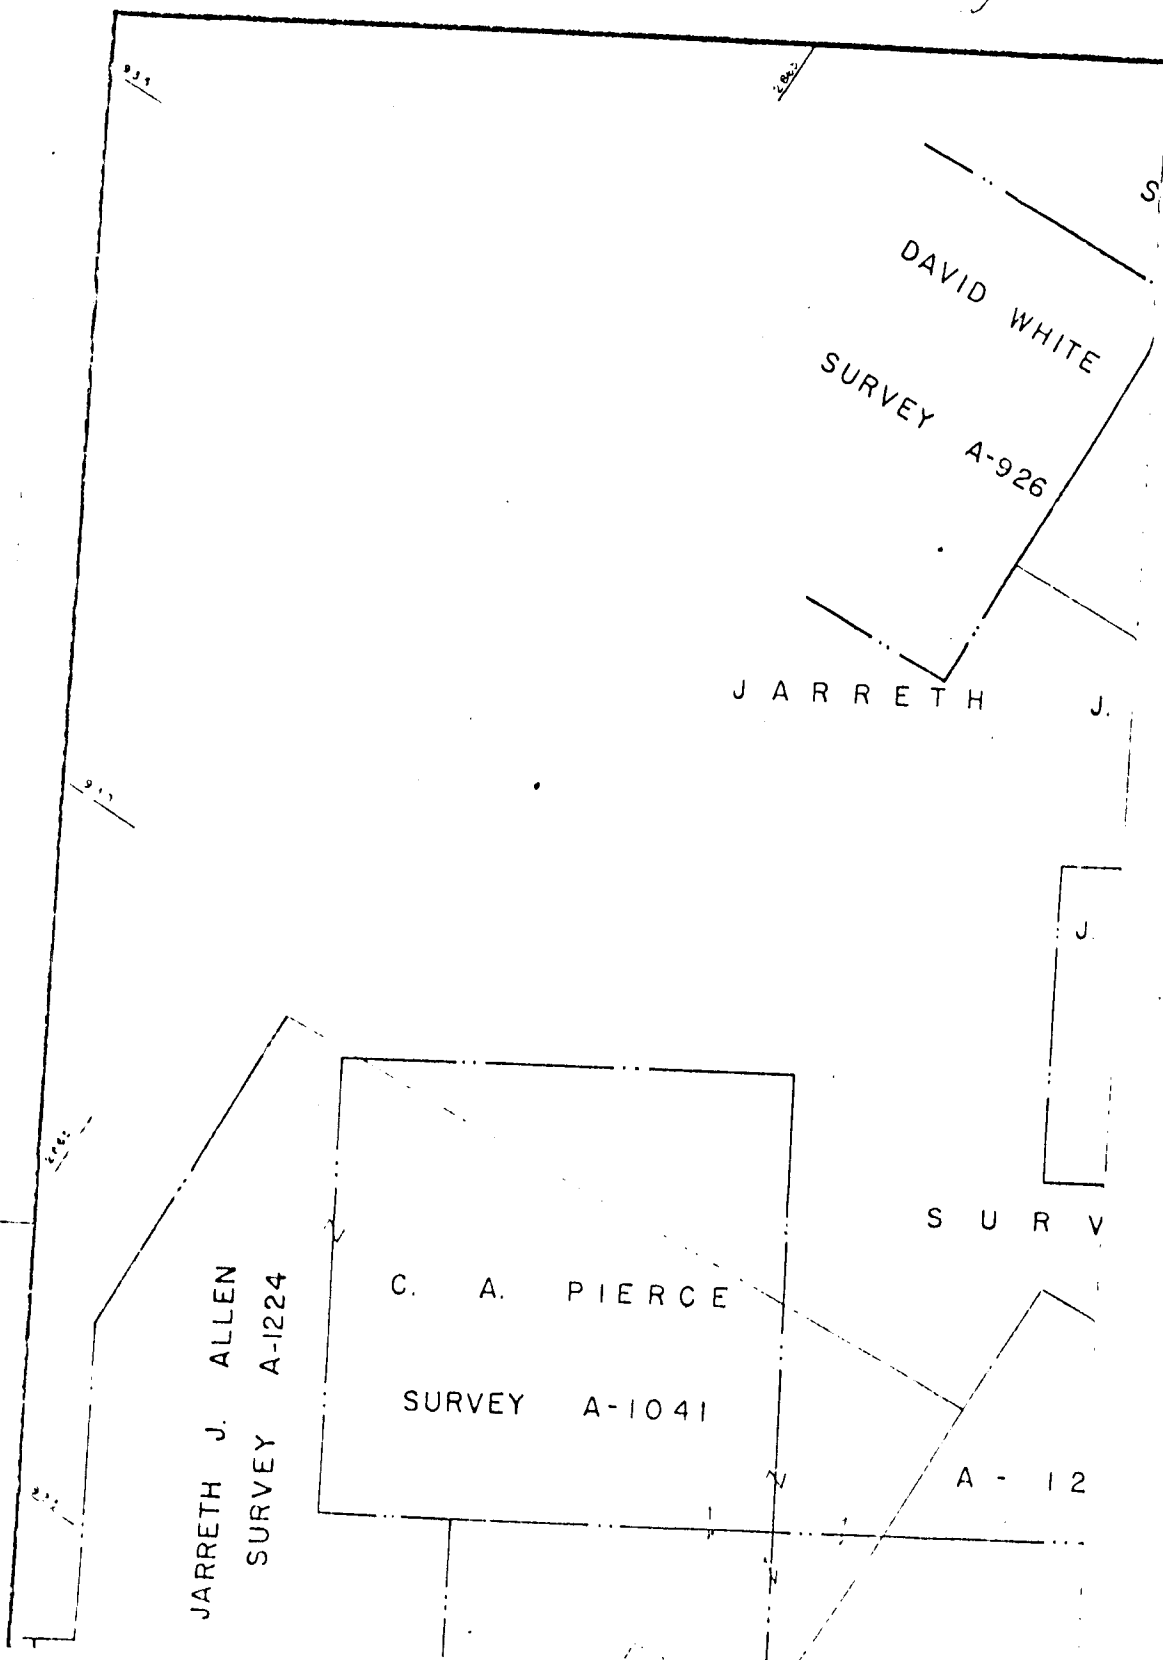 DAVID WHITE
SURVEY A-926
S
JARRETH J.
J.
SURV
C. A. PIERCE
SURVEY A-1041
JARRETH J. ALLEN
SURVEY A-1224
A - 12